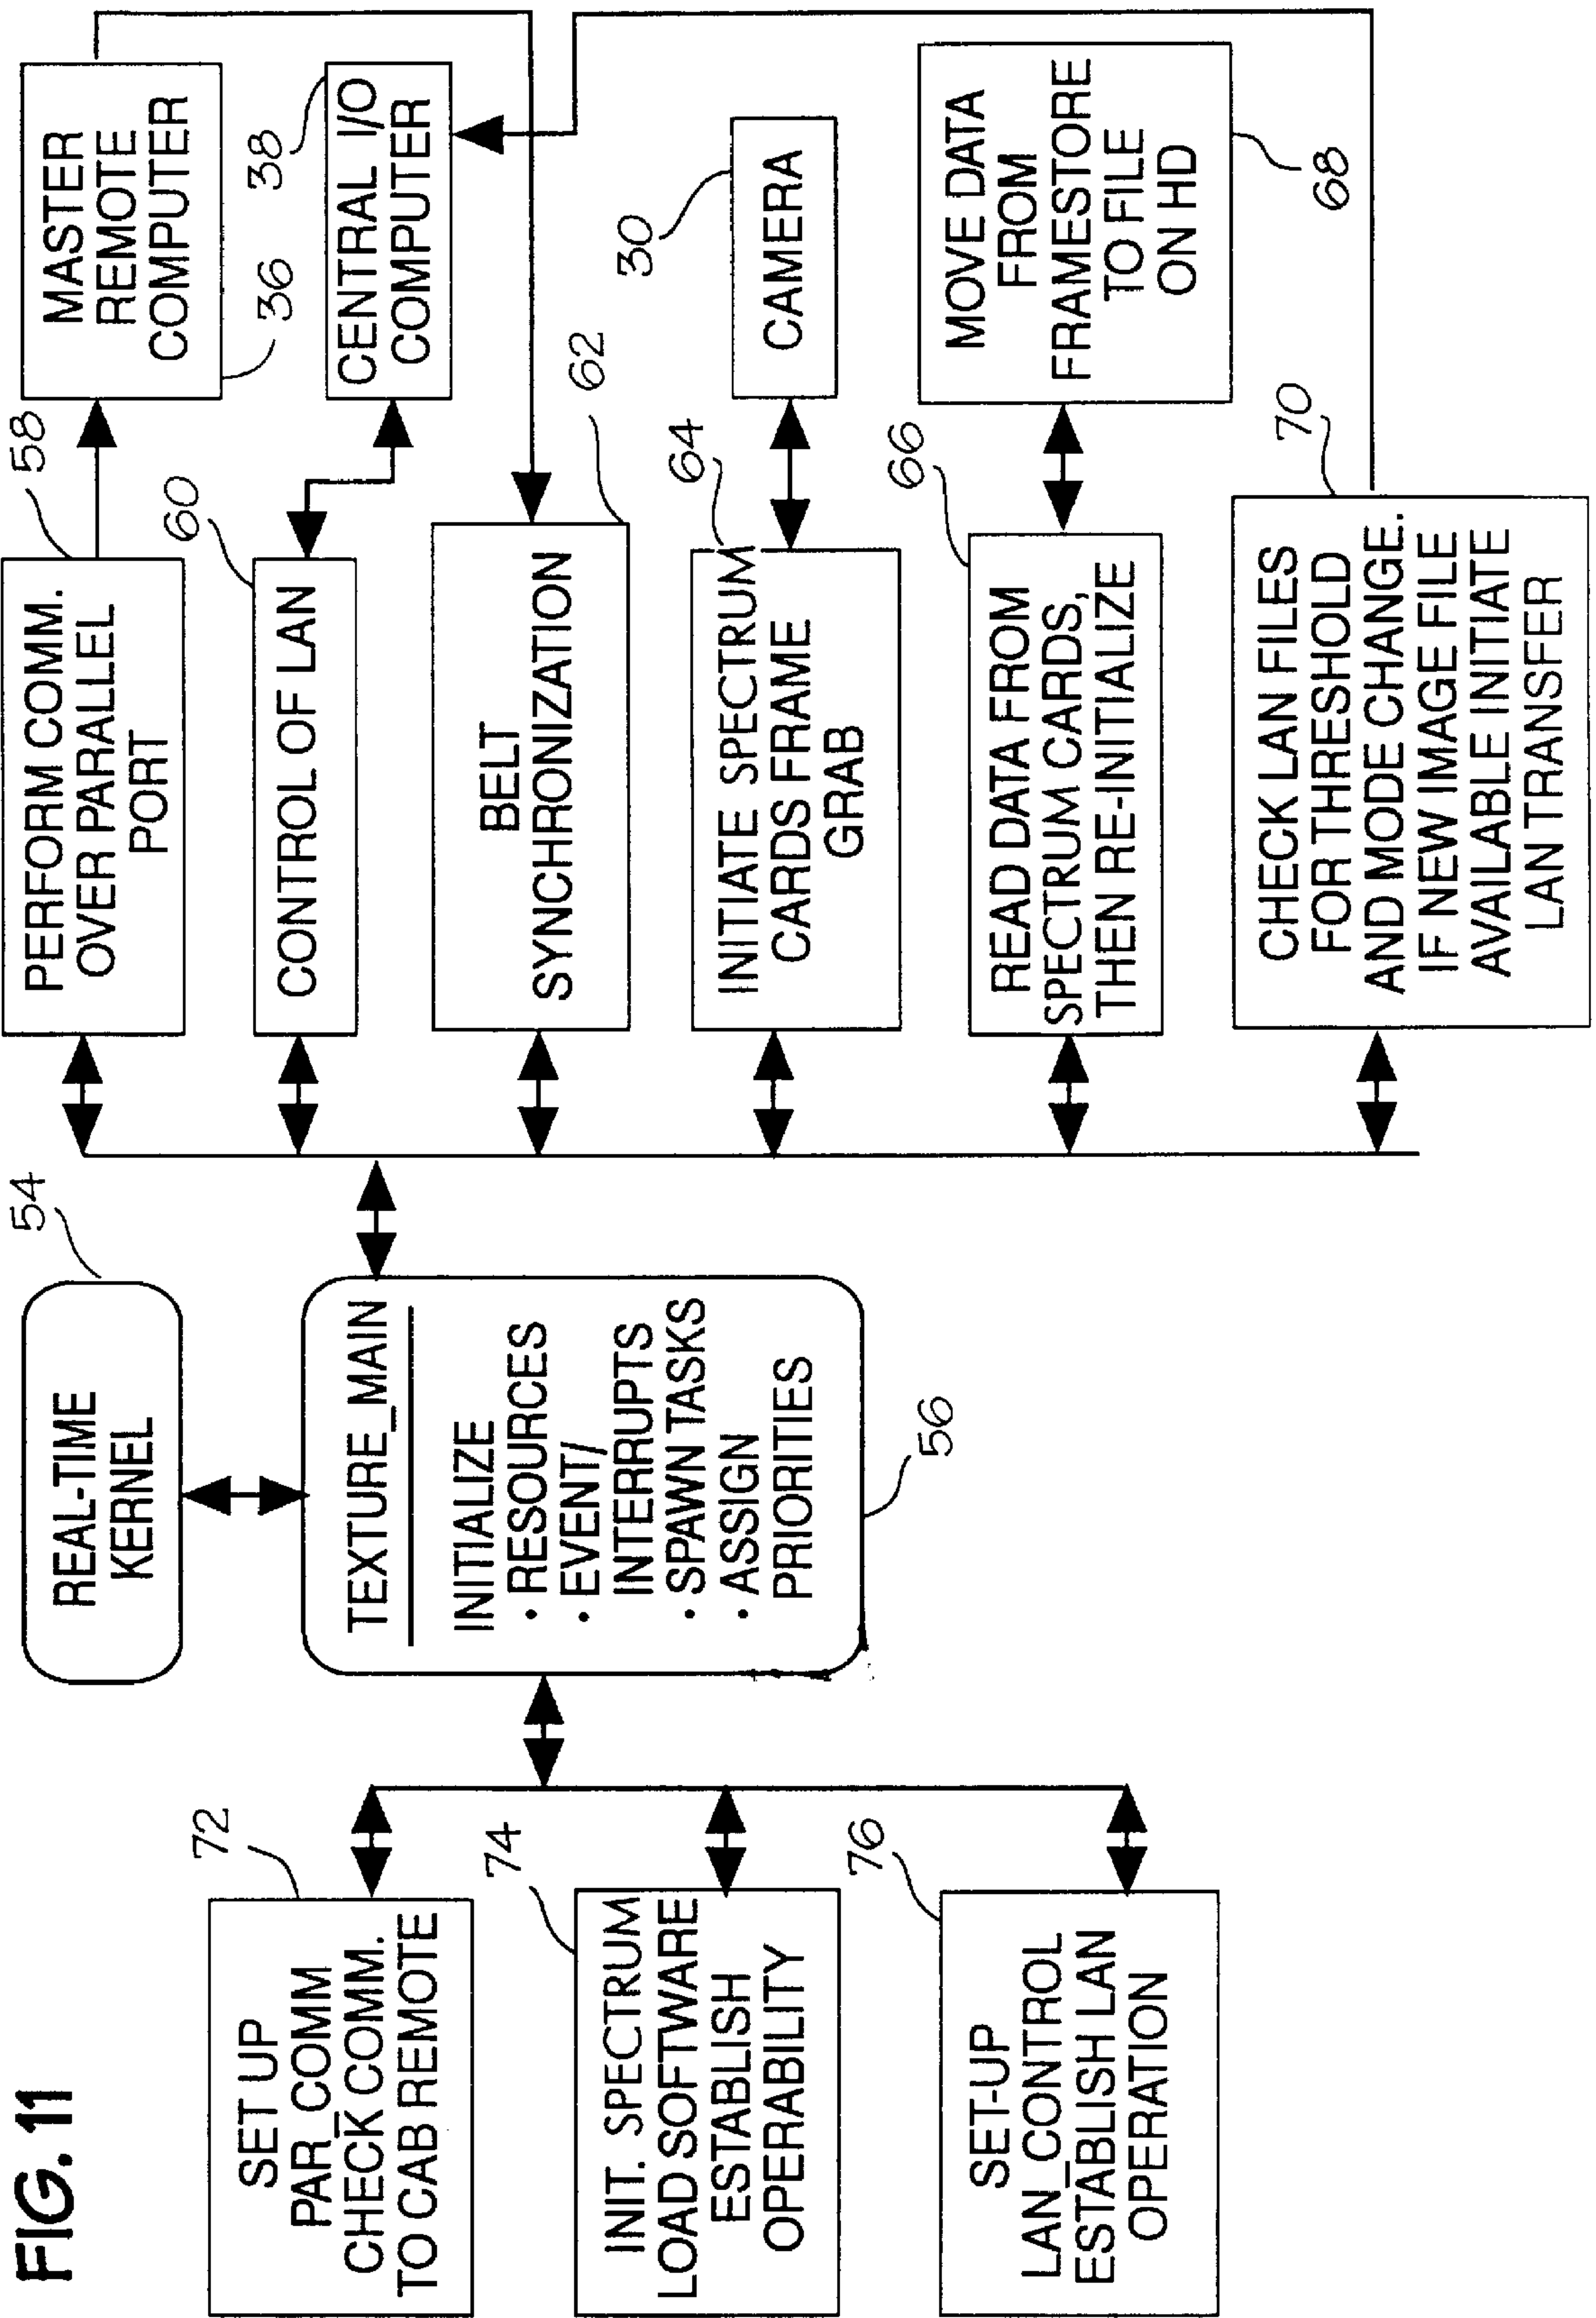 FIG. 11
72
SET UP
PAR_COMM
CHECK COMM.
TO CAB REMOTE
74
INIT. SPECTRUM
LOAD SOFTWARE
ESTABLISH
OPERABILITY
76
SET-UP
LAN_CONTROL
ESTABLISH LAN
OPERATION
54
REAL-TIME
KERNEL
TEXTURE_MAIN
INITIALIZE
• RESOURCES
• EVENT/
INTERRUPTS
• SPAWN TASKS
• ASSIGN
PRIORITIES
56
58
PERFORM COMM.
OVER PARALLEL
PORT
60
CONTROL OF LAN
62
BELT
SYNCHRONIZATION
64
INITIATE SPECTRUM
CARDS FRAME
GRAB
66
READ DATA FROM
SPECTRUM CARDS,
THEN RE-INITIALIZE
70
CHECK LAN FILES
FOR THRESHOLD
AND MODE CHANGE.
IF NEW IMAGE FILE
AVAILABLE INITIATE
LAN TRANSFER
MASTER
REMOTE
COMPUTER
36
38
CENTRAL I/O
COMPUTER
30
CAMERA
MOVE DATA
FROM
FRAMESTORE
TO FILE
ON HD
68